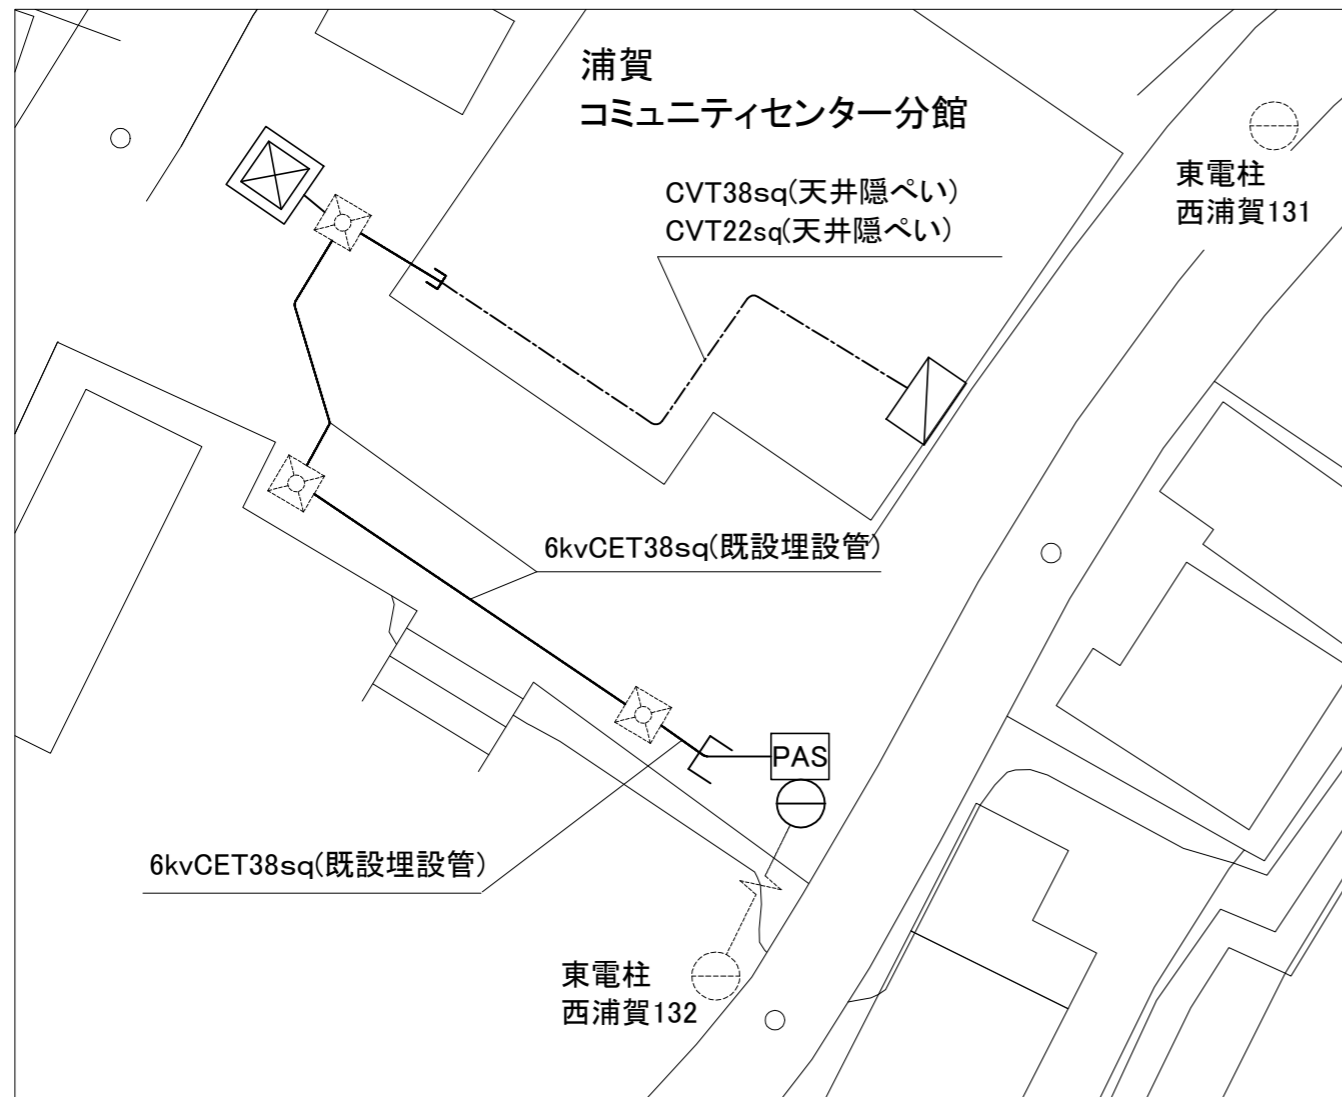 浦賀
コミュニティセンター分館
CVT38sq(天井隠ぺい)
CVT22sq(天井隠ぺい)
東電柱
西浦賀131
6kvCET38sq(既設埋設管)
PAS
6kvCET38sq(既設埋設管)
東電柱
西浦賀132